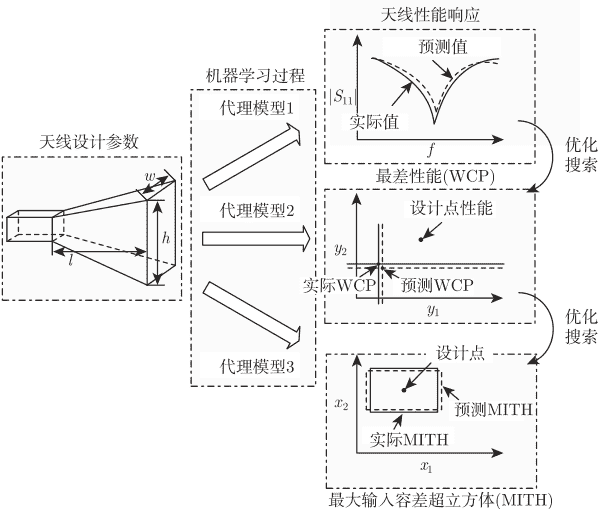 天线设计参数
w
h
l
机器学习过程
代理模型1
代理模型2
代理模型3
天线性能响应
预测值
|S11|
实际值
f
优化
搜索
最差性能(WCP)
设计点性能
y2
实际WCP
预测WCP
y1
优化
搜索
设计点
x2
预测MITH
实际MITH
x1
最大输入容差超立方体(MITH)